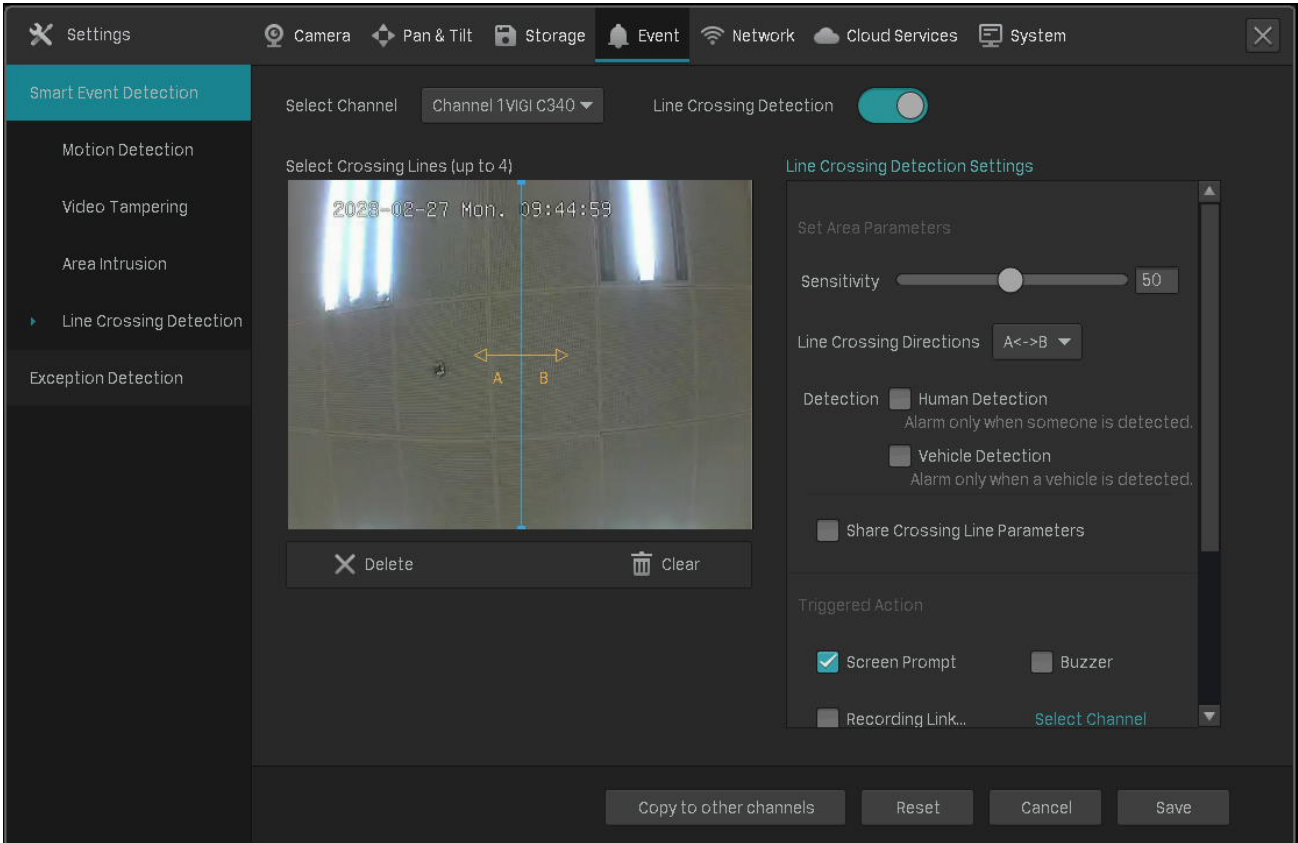 Settings
Camera
Pan & Tilt
Storage
Event
Network
Cloud Services
System
Smart Event Detection
Motion Detection
Video Tampering
Area Intrusion
Line Crossing Detection
Exception Detection
Select Channel
Channel 1VIGI C340
Line Crossing Detection
Select Crossing Lines (up to 4)
2023-02-27 Mon. 09:44:59
A B
Delete
Clear
Line Crossing Detection Settings
Set Area Parameters
Sensitivity
50
Line Crossing Directions
A<->B
Detection
Human Detection
Alarm only when someone is detected.
Vehicle Detection
Alarm only when a vehicle is detected.
Share Crossing Line Parameters
Triggered Action
Screen Prompt
Buzzer
Recording Link...
Select Channel
Copy to other channels
Reset
Cancel
Save